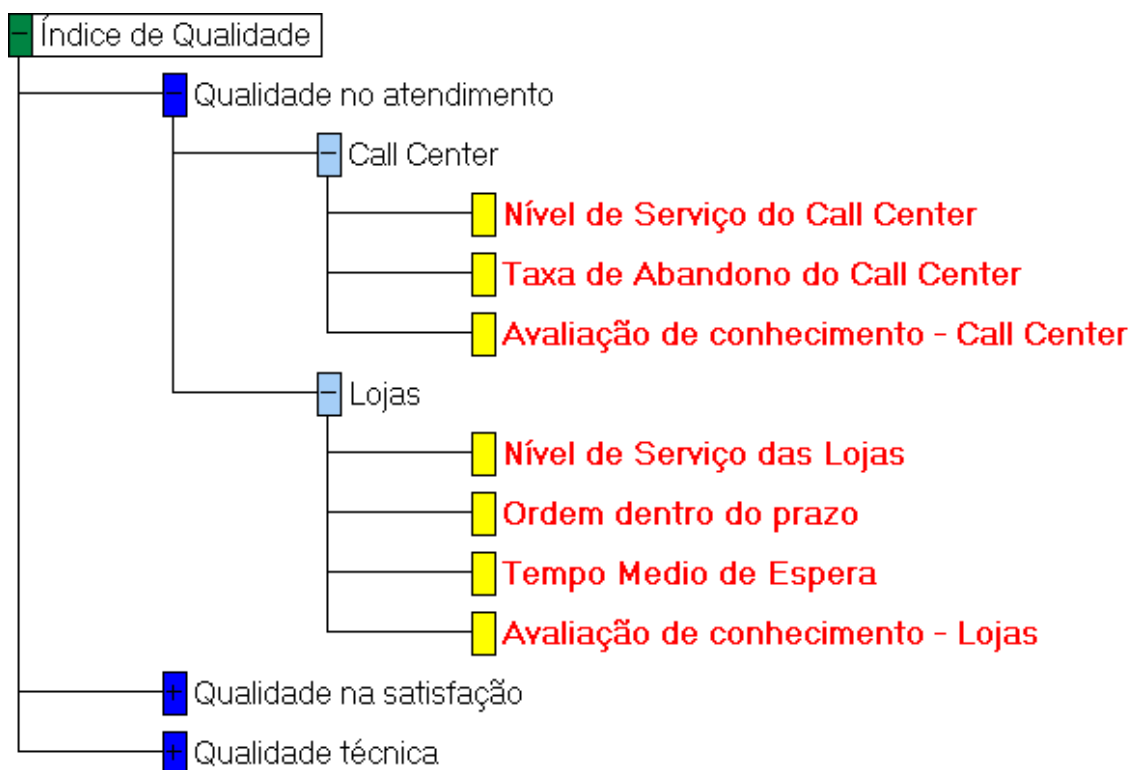 Índice de Qualidade
Qualidade no atendimento
Call Center
Nível de Serviço do Call Center
Taxa de Abandono do Call Center
Avaliação de conhecimento - Call Center
Lojas
Nível de Serviço das Lojas
Ordem dentro do prazo
Tempo Medio de Espera
Avaliação de conhecimento - Lojas
Qualidade na satisfação
Qualidade técnica